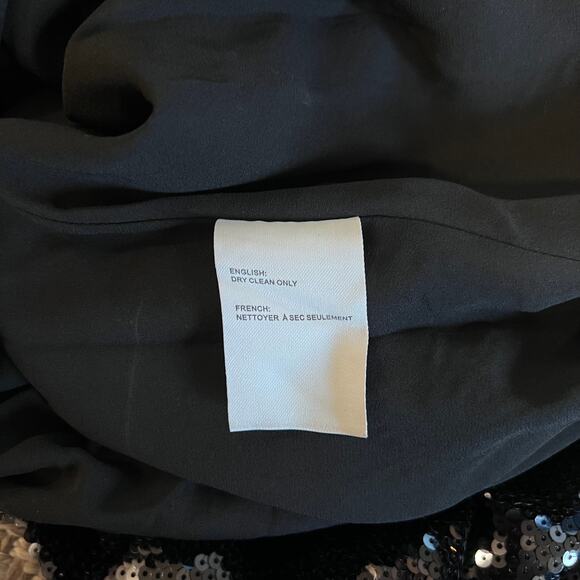 ENGLISH:
DRY CLEAN ONLY
FRENCH:
NETTOYER À SEC SEULEMENT